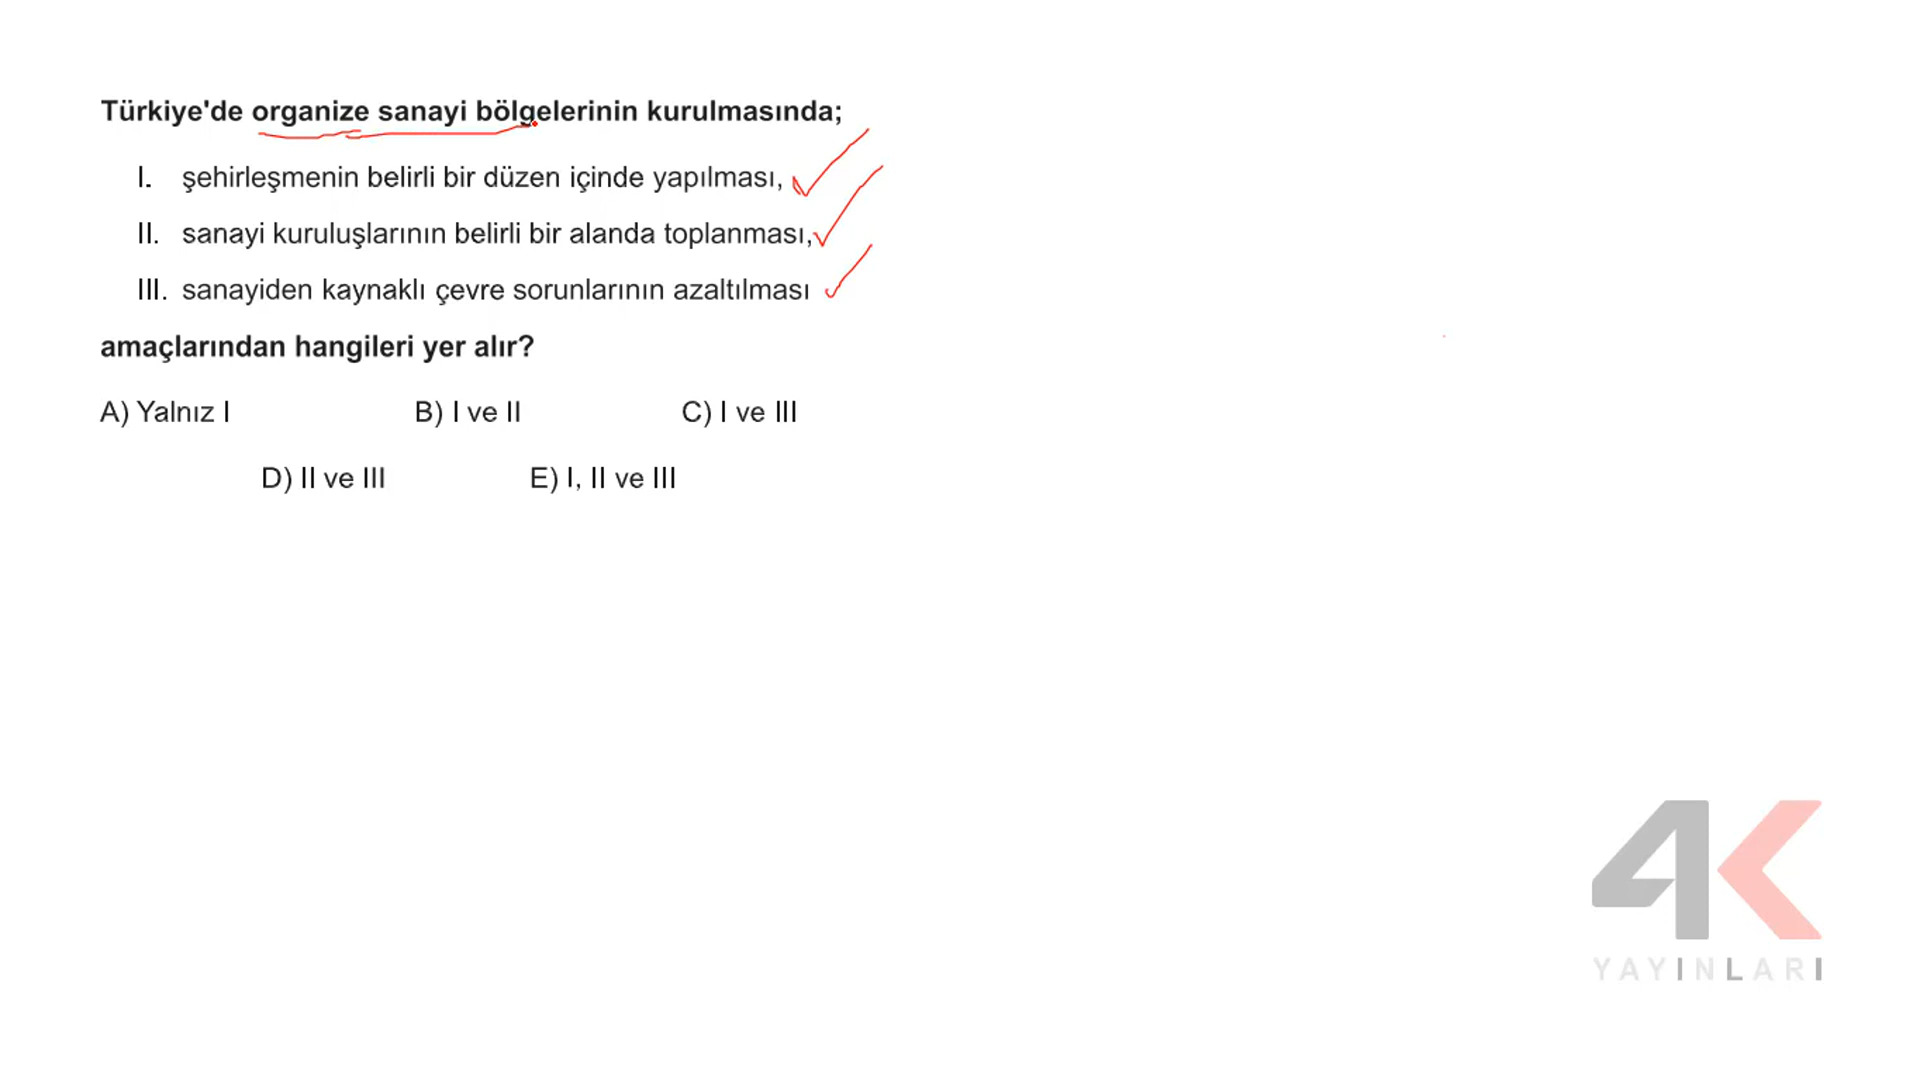 Türkiye'de organize sanayi bölgelerinin kurulmasında;
I. şehirleşmenin belirli bir düzen içinde yapılması,
II. sanayi kuruluşlarının belirli bir alanda toplanması,
III. sanayiden kaynaklı çevre sorunlarının azaltılması
amaçlarından hangileri yer alır?
A) Yalnız I B) I ve II C) I ve III
D) II ve III E) I, II ve III
4K
YAYINLARI